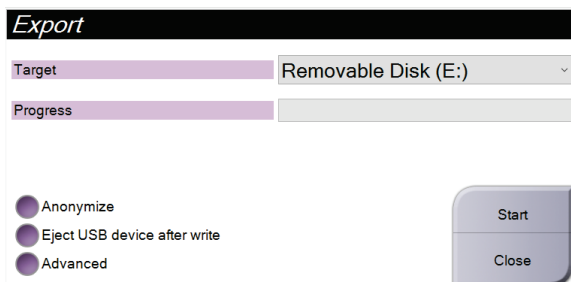 Export
Target
Removable Disk (E:)
Progress
Anonymize
Eject USB device after write
Advanced
Start
Close